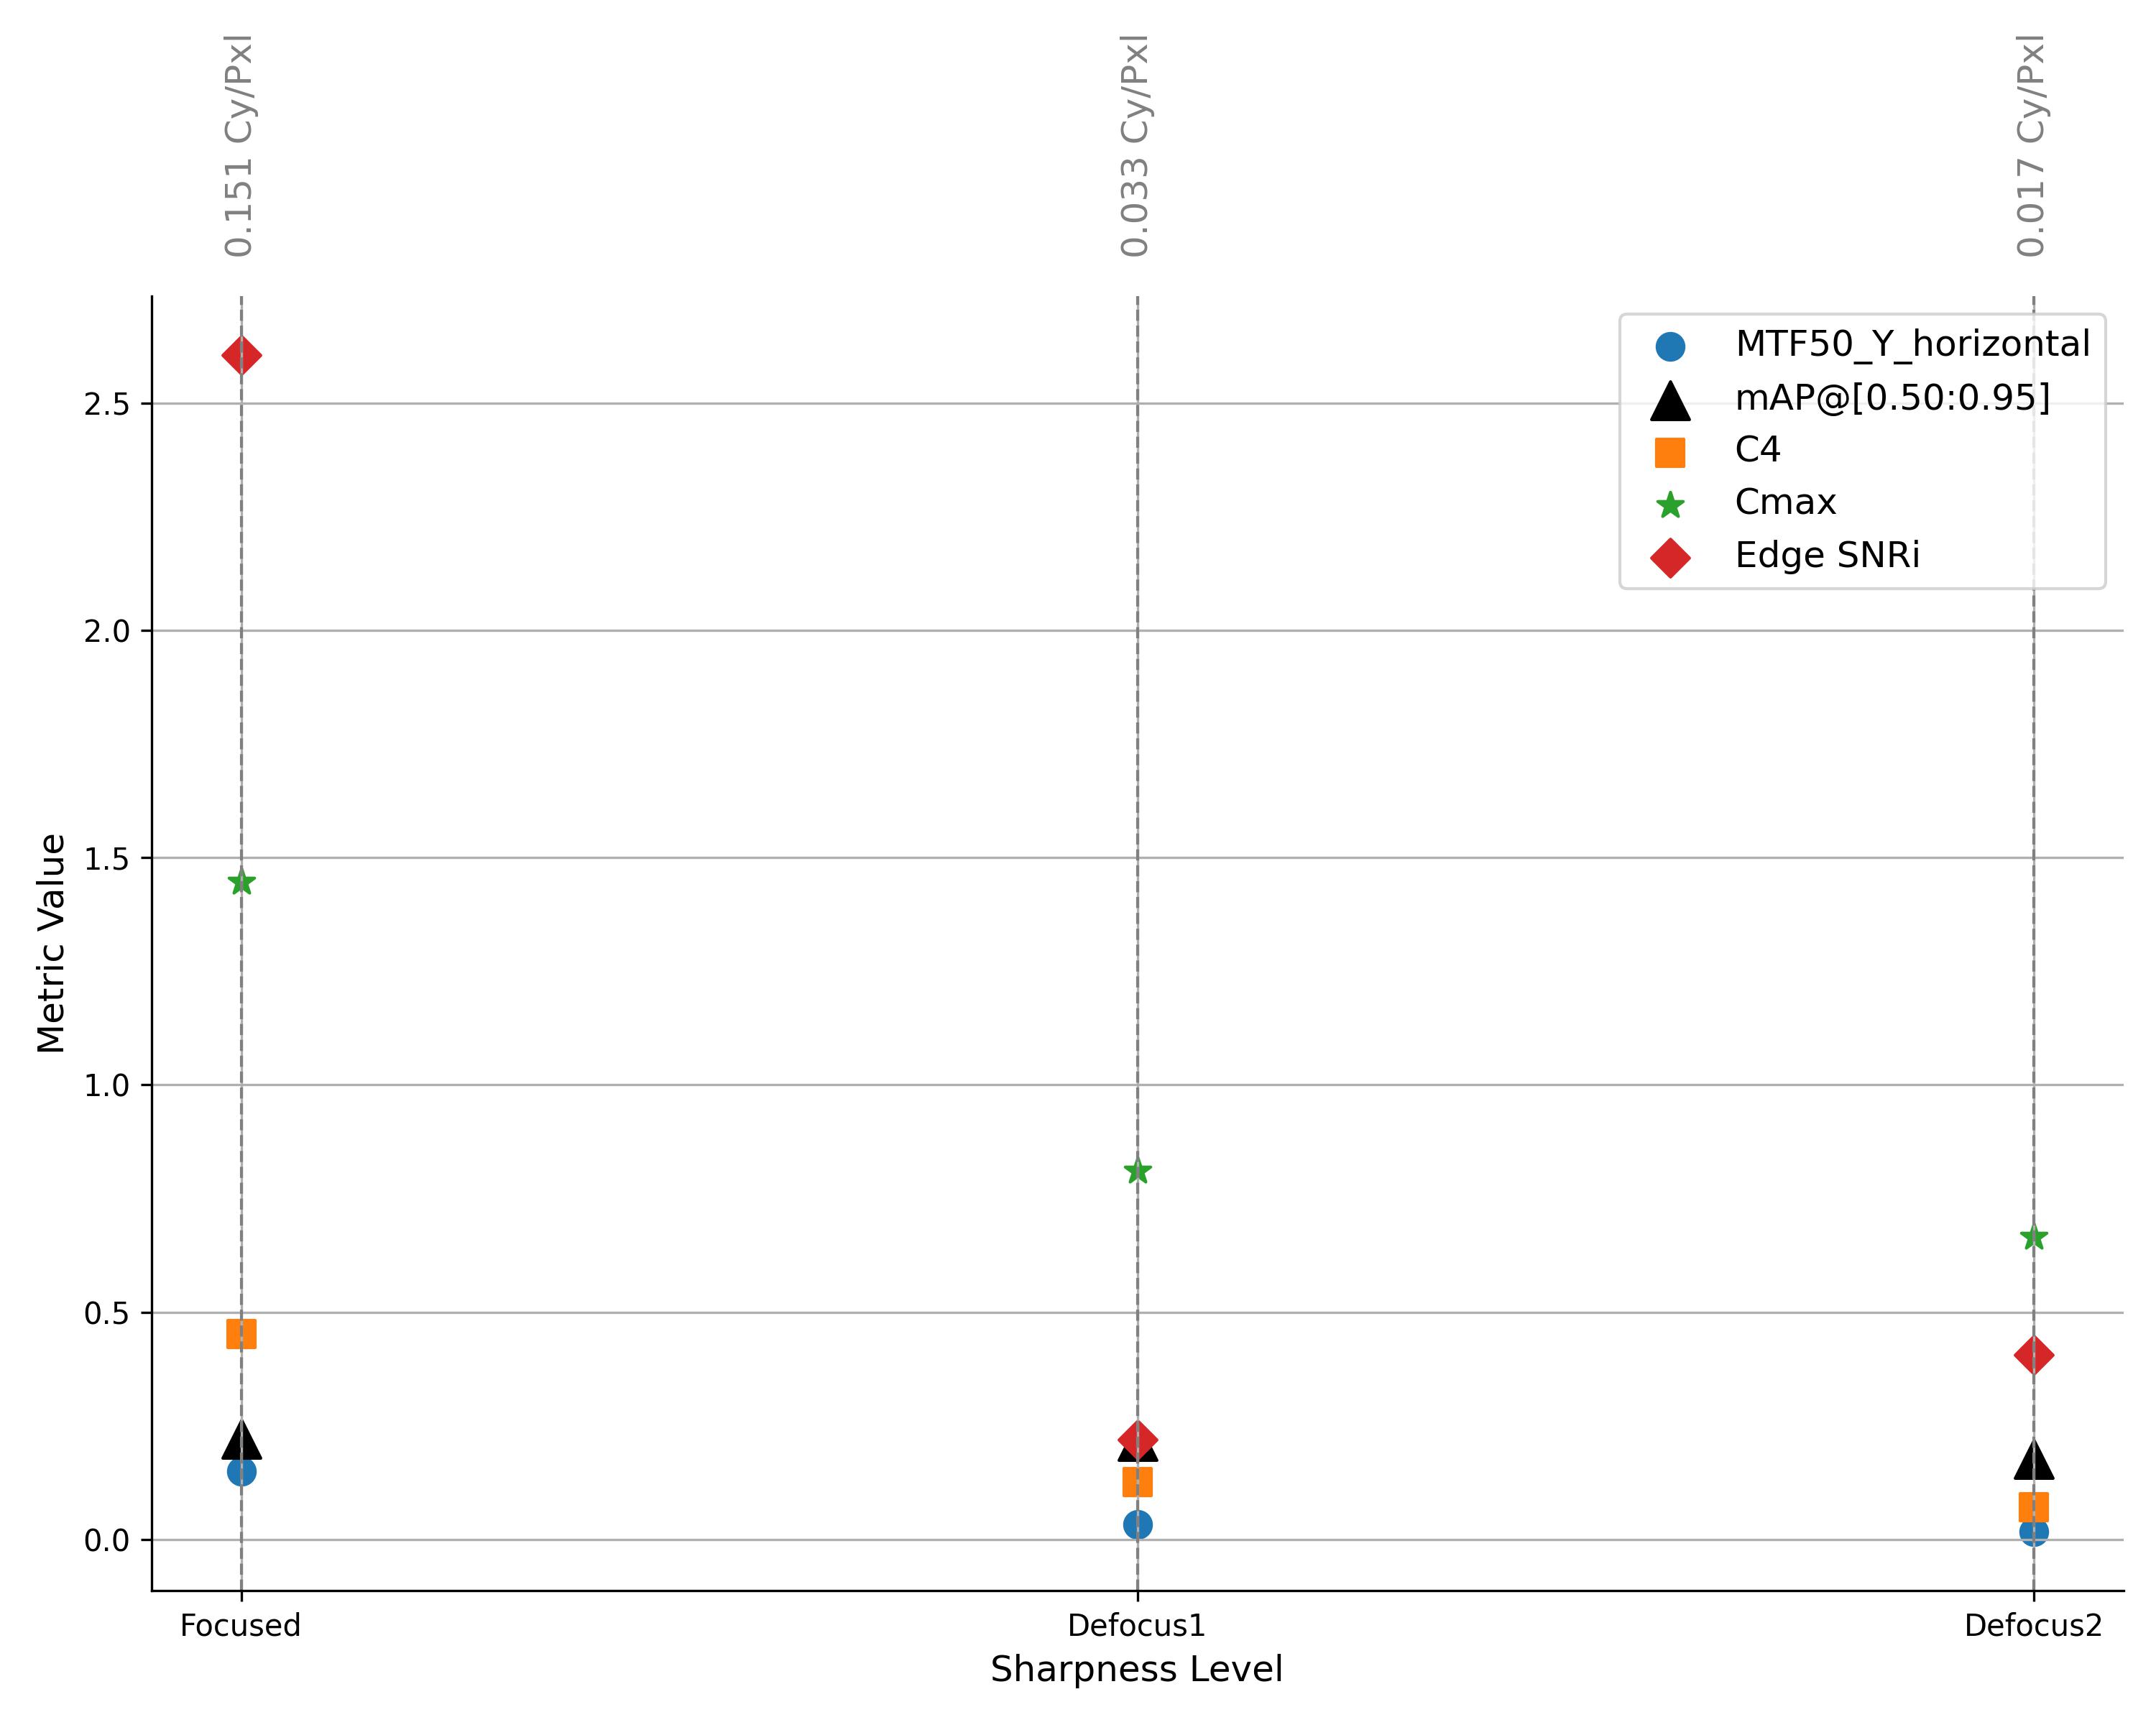 0.151 Cy/Pxl
0.033 Cy/Pxl
0.017 Cy/Pxl
MTF50_Y_horizontal
mAP@[0.50:0.95]
C4
Cmax
Edge SNRi
Metric Value
2.5
2.0
1.5
1.0
0.5
0.0
Focused
Defocus1
Defocus2
Sharpness Level